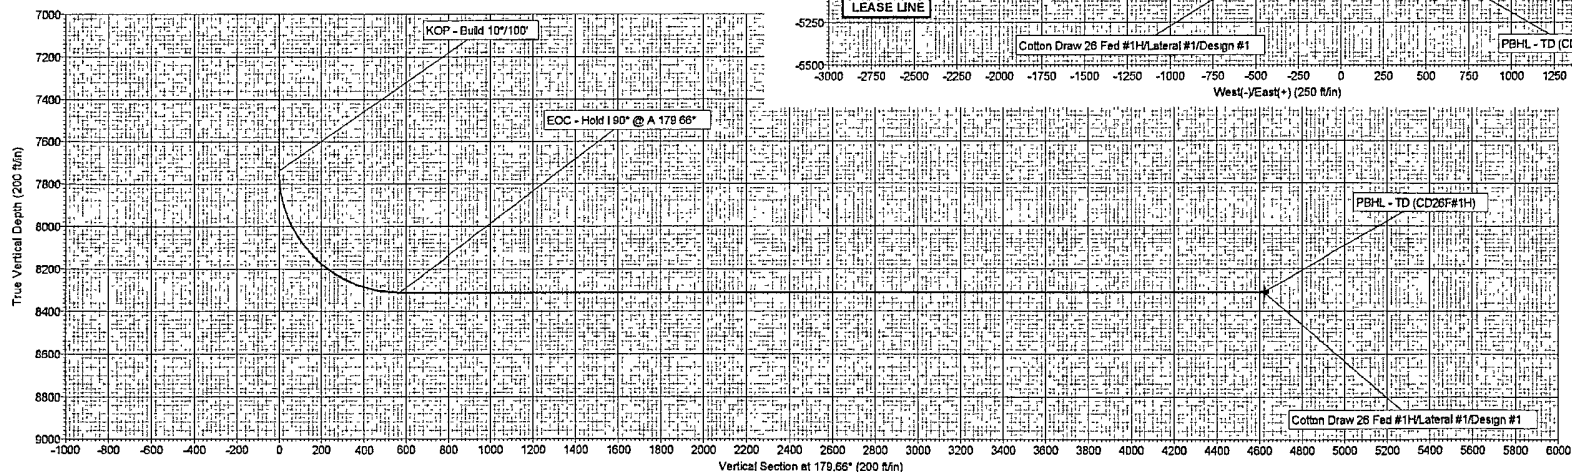 LEASE LINE
-5250
-5500
Cotton Draw 26 Fed #1H/Lateral #1/Design #1
PBHL - TD (CD
-3000 -2750 -2500 -2250 -2000 -1750 -1500 -1250 -1000 -750 -500 -250 0 250 500 750 1000 1250
West(-)/East(+) (250 ft/in)
7000
7200
7400
7600
7800
8000
8200
8400
8600
8800
9000
True Vertical Depth (200 ft/in)
KOP - Build 10°/100'
EOC - Hold I 90° @ A 179 66°
PBHL - TD (CD26F#1H)
Cotton Draw 26 Fed #1H/Lateral #1/Design #1
-1000 -800 -600 -400 -200 0 200 400 600 800 1000 1200 1400 1600 1800 2000 2200 2400 2600 2800 3000 3200 3400 3600 3800 4000 4200 4400 4600 4800 5000 5200 5400 5600 5800 6000
Vertical Section at 179.66° (200 ft/in)